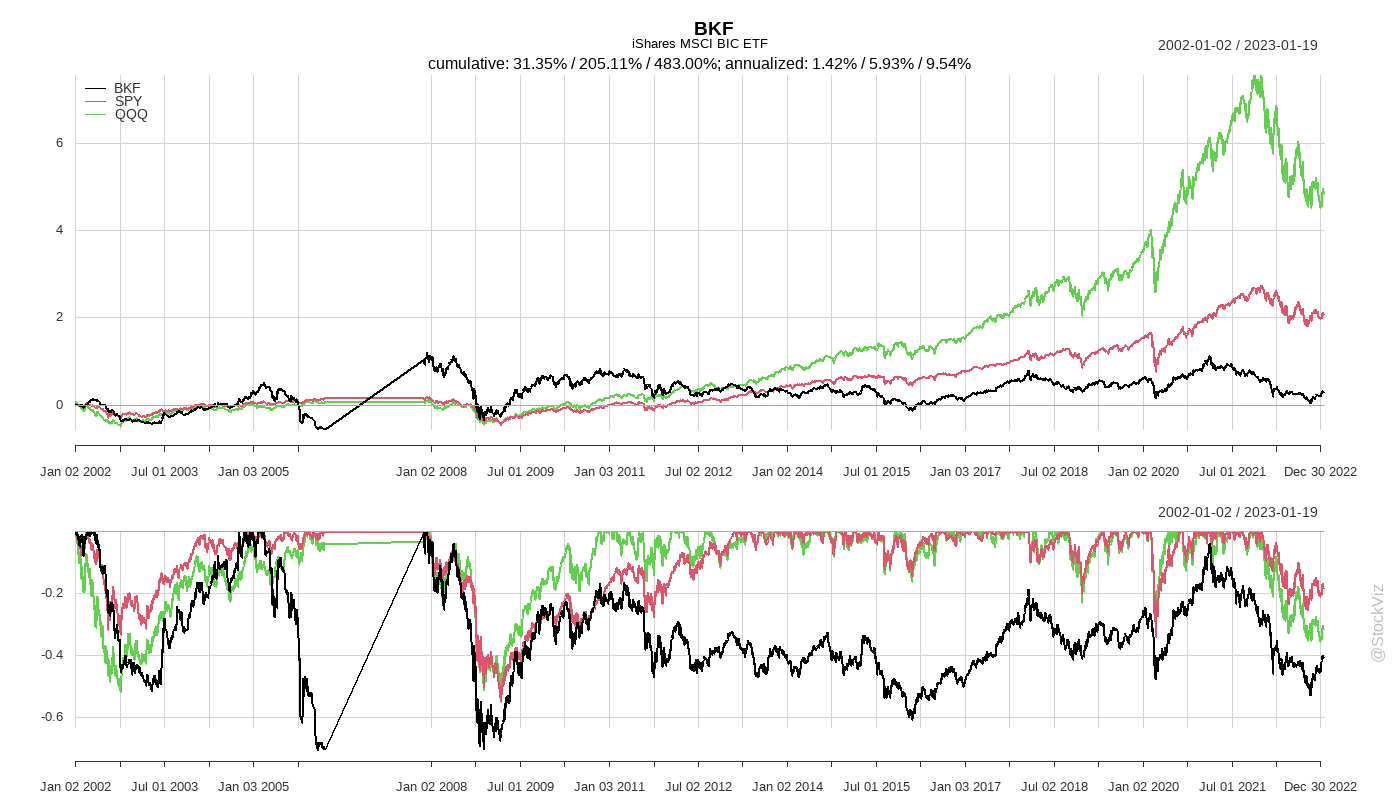 BKF
iShares MSCI BIC ETF
2002-01-02 / 2023-01-19
cumulative: 31.35% / 205.11% / 483.00%; annualized: 1.42% / 5.93% / 9.54%
BKF
SPY
QQQ
6
4
2
0
Jan 02 2002 Jul 01 2003 Jan 03 2005 Jan 02 2008 Jul 01 2009 Jan 03 2011 Jul 02 2012 Jan 02 2014 Jul 01 2015 Jan 03 2017 Jul 02 2018 Jan 02 2020 Jul 01 2021 Dec 30 2022
2002-01-02 / 2023-01-19
-0.2
-0.4
-0.6
Jan 02 2002 Jul 01 2003 Jan 03 2005 Jan 02 2008 Jul 01 2009 Jan 03 2011 Jul 02 2012 Jan 02 2014 Jul 01 2015 Jan 03 2017 Jul 02 2018 Jan 02 2020 Jul 01 2021 Dec 30 2022
@StockViz